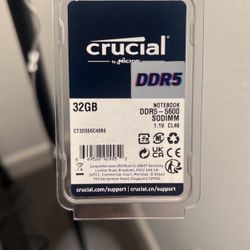 crucial
by Micron
DDR5
32GB
NOTEBOOK
DDR5-5600
SODIMM
1.1V CL46
CT32G56C46S5
crucial.com/support | crucial.cn/support